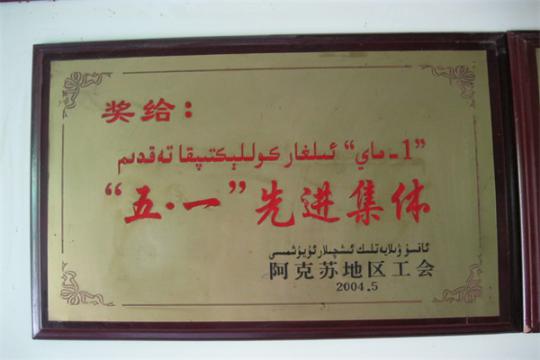 奖给：
”1-ماي“ ئىلغار كوللېكتىپقا تەقدىم
“五·一”先进集体
ئاقسۇ ۋىلايەتلىك ئىشچىلار ئۇيۇشمىسى
阿克苏地区工会
2004.5